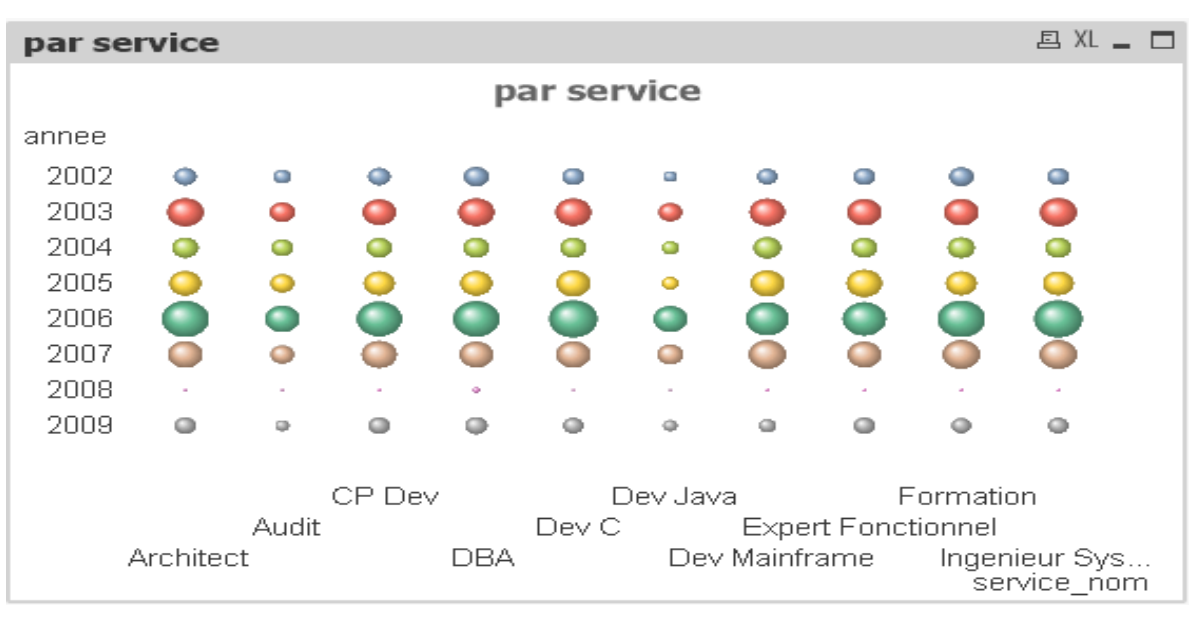 par service XL
par service
annee
2002
2003
2004
2005
2006
2007
2008
2009
CP Dev Dev Java Formation
Audit Dev C Expert Fonctionnel
Architect DBA Dev Mainframe Ingenieur Sys...
service_nom